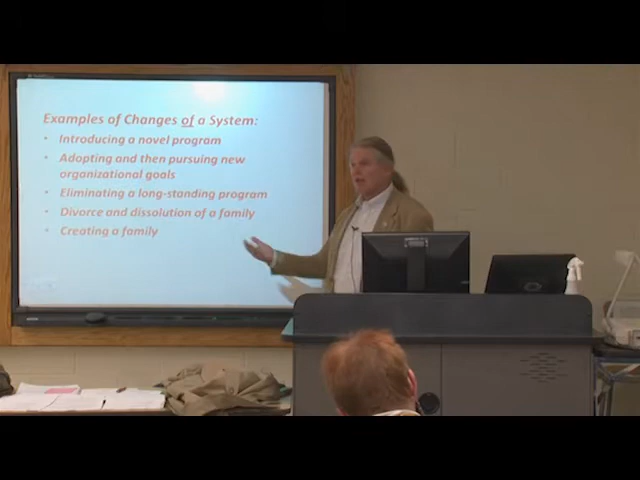 Examples of Changes of a System:
• Introducing a novel program
• Adopting and then pursuing new
organizational goals
• Eliminating a long-standing program
• Divorce and dissolution of a family
• Creating a family